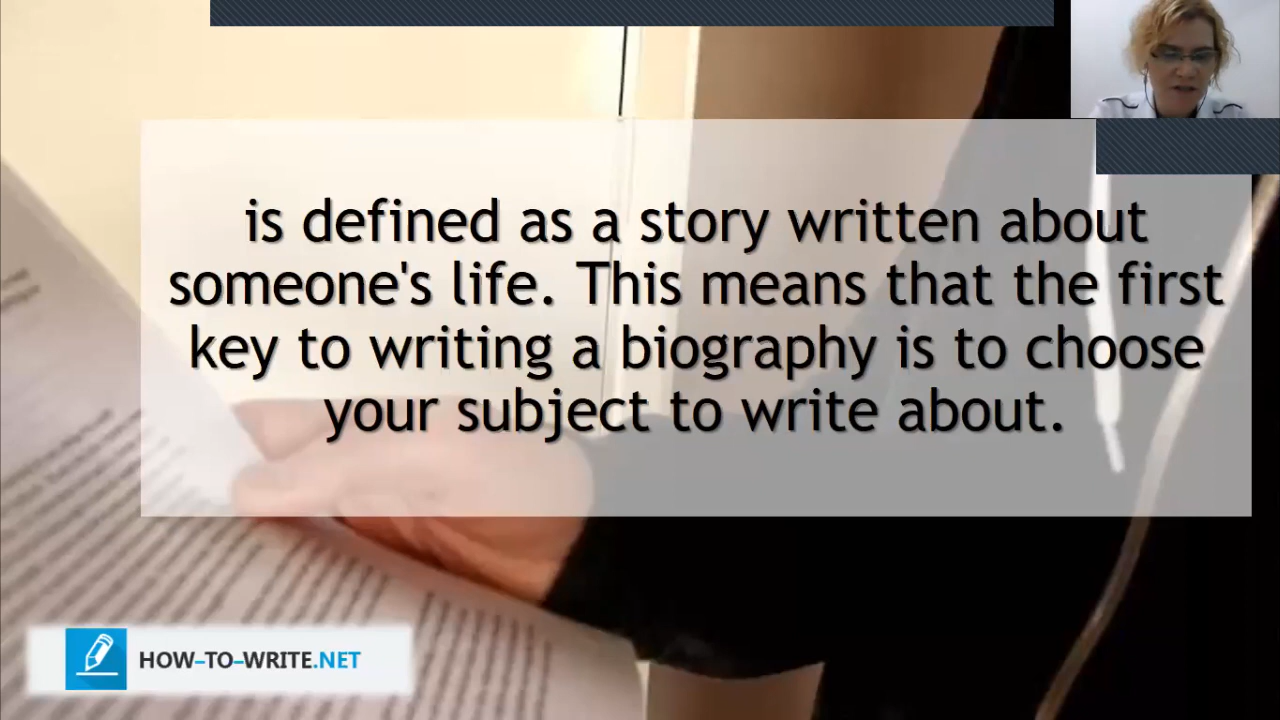 is defined as a story written about
someone's life. This means that the first
key to writing a biography is to choose
your subject to write about.
HOW-TO-WRITE.NET